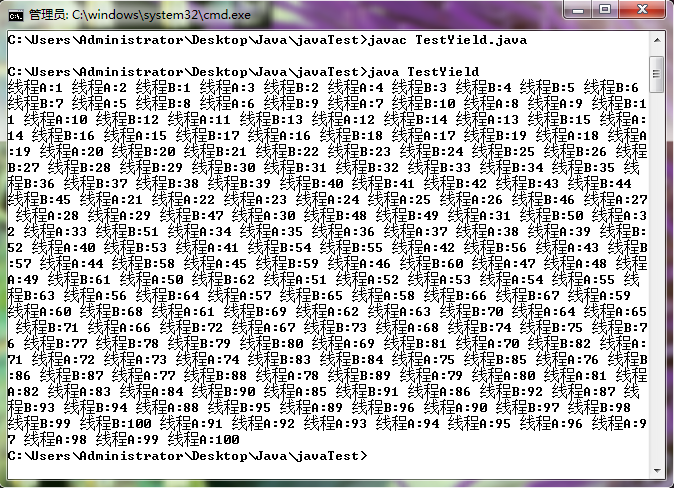 管理员: C:\windows\system32\cmd.exe
C:\Users\Administrator\Desktop\Java\javaTest>javac TestYield.java
C:\Users\Administrator\Desktop\Java\javaTest>java TestYield
线程A:1 线程A:2 线程B:1 线程A:3 线程B:2 线程A:4 线程B:3 线程B:4 线程B:5 线程B:6
线程B:7 线程A:5 线程B:8 线程A:6 线程B:9 线程A:7 线程B:10 线程A:8 线程A:9 线程B:1
1 线程A:10 线程B:12 线程A:11 线程B:13 线程A:12 线程B:14 线程A:13 线程B:15 线程A:
14 线程B:16 线程A:15 线程B:17 线程A:16 线程B:18 线程A:17 线程B:19 线程A:18 线程A
:19 线程A:20 线程B:20 线程B:21 线程B:22 线程B:23 线程B:24 线程B:25 线程B:26 线程
B:27 线程B:28 线程B:29 线程B:30 线程B:31 线程B:32 线程B:33 线程B:34 线程B:35 线
程B:36 线程B:37 线程B:38 线程B:39 线程B:40 线程B:41 线程B:42 线程B:43 线程B:44
线程B:45 线程A:21 线程A:22 线程A:23 线程A:24 线程A:25 线程A:26 线程B:46 线程A:27
线程A:28 线程A:29 线程B:47 线程A:30 线程B:48 线程B:49 线程A:31 线程B:50 线程A:3
2 线程A:33 线程B:51 线程A:34 线程A:35 线程A:36 线程A:37 线程A:38 线程A:39 线程B:
52 线程A:40 线程B:53 线程A:41 线程B:54 线程B:55 线程A:42 线程B:56 线程A:43 线程B
:57 线程A:44 线程B:58 线程A:45 线程B:59 线程A:46 线程B:60 线程A:47 线程A:48 线程
A:49 线程B:61 线程A:50 线程B:62 线程A:51 线程A:52 线程A:53 线程A:54 线程A:55 线
程B:63 线程A:56 线程B:64 线程A:57 线程B:65 线程A:58 线程B:66 线程B:67 线程A:59
线程A:60 线程B:68 线程A:61 线程B:69 线程A:62 线程A:63 线程B:70 线程A:64 线程A:65
线程B:71 线程A:66 线程B:72 线程A:67 线程B:73 线程A:68 线程B:74 线程B:75 线程B:7
6 线程B:77 线程B:78 线程B:79 线程B:80 线程A:69 线程B:81 线程A:70 线程B:82 线程A:
71 线程A:72 线程A:73 线程A:74 线程B:83 线程B:84 线程A:75 线程B:85 线程A:76 线程B
:86 线程B:87 线程A:77 线程B:88 线程A:78 线程B:89 线程A:79 线程A:80 线程A:81 线程
A:82 线程A:83 线程A:84 线程B:90 线程A:85 线程B:91 线程A:86 线程B:92 线程A:87 线
程B:93 线程B:94 线程A:88 线程B:95 线程A:89 线程B:96 线程A:90 线程B:97 线程B:98
线程B:99 线程B:100 线程A:91 线程A:92 线程A:93 线程A:94 线程A:95 线程A:96 线程A:9
7 线程A:98 线程A:99 线程A:100
C:\Users\Administrator\Desktop\Java\javaTest>